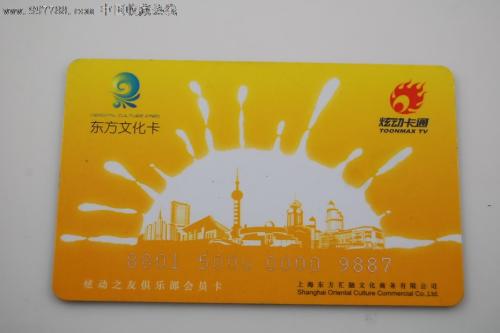 www.997788.com 中国收藏热线
ORIENTAL CULTURE CARD
东方文化卡
炫动卡通
TOONMAX TV
8801 5000 0000 9887
炫动之友俱乐部会员卡
上海东方汇融文化商务有限公司
Shanghai Oriental Culture Commercial Co.,Ltd.